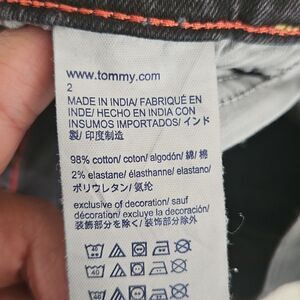 www.tommy.com
2
MADE IN INDIA/ FABRIQUÉ EN
INDE/ HECHO EN INDIA CON
INSUMOS IMPORTADOS/ インド
製/ 印度制造
98% cotton/ coton/ algodón/ 綿/ 棉
2% elastane/ élasthanne/ elastano/
ポリウレタン/ 氨纶
exclusive of decoration/ sauf
décoration/ excluye la decoración/
装飾部分を除く/ 装饰部分除外